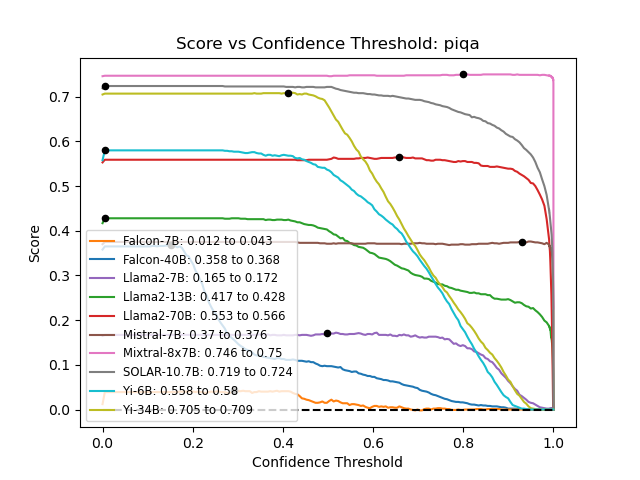 Score vs Confidence Threshold: piqa
Score
0.7
0.6
0.5
0.4
0.3
0.2
0.1
0.0
Falcon-7B: 0.012 to 0.043
Falcon-40B: 0.358 to 0.368
Llama2-7B: 0.165 to 0.172
Llama2-13B: 0.417 to 0.428
Llama2-70B: 0.553 to 0.566
Mistral-7B: 0.37 to 0.376
Mixtral-8x7B: 0.746 to 0.75
SOLAR-10.7B: 0.719 to 0.724
Yi-6B: 0.558 to 0.58
Yi-34B: 0.705 to 0.709
0.0 0.2 0.4 0.6 0.8 1.0
Confidence Threshold